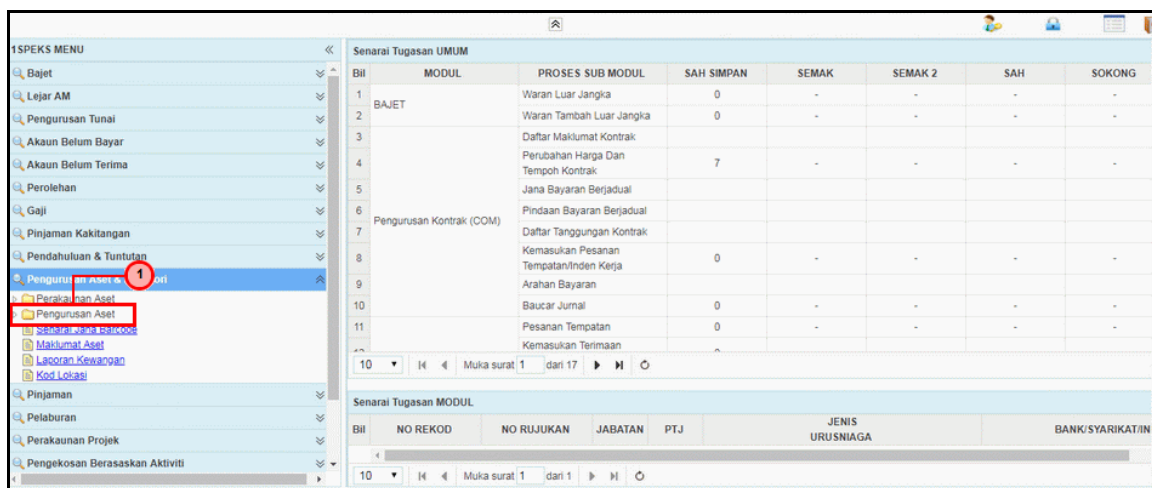 1SPEKS MENU
Bajet
Lejar AM
Pengurusan Tunai
Akaun Belum Bayar
Akaun Belum Terima
Perolehan
Gaji
Pinjaman Kakitangan
Pendahuluan & Tuntutan
Pengurusan Aset &
1
Perakaunan Aset
Pengurusan Aset
Senarai Jana Barcode
Maklumat Aset
Laporan Kewangan
Kod Lokasi
Pinjaman
Pelaburan
Perakaunan Projek
Pengekosan Berasaskan Aktiviti
Senarai Tugasan UMUM
Bil MODUL PROSES SUB MODUL SAH SIMPAN SEMAK SEMAK 2 SAH SOKONG
1 BAJET Waran Luar Jangka 0 - - - -
2 Waran Tambah Luar Jangka 0 - - - -
3 Daftar Maklumat Kontrak
4 Perubahan Harga Dan
Tempoh Kontrak 7 - - - -
5 Jana Bayaran Berjadual
6 Pengurusan Kontrak (COM) Pindaan Bayaran Berjadual
7 Daftar Tanggungan Kontrak
8 Kemasukan Pesanan
Tempatan/Inden Kerja 0 - - - -
9 Arahan Bayaran
10 Baucar Jurnal 0 - - - -
11 Pesanan Tempatan 0 - - - -
Kemasukan Terimaan
10 Muka surat 1 dari 17
Senarai Tugasan MODUL
Bil NO REKOD NO RUJUKAN JABATAN PTJ JENIS
URUSNIAGA BANK/SYARIKAT/IN
10 Muka surat 1 dari 1